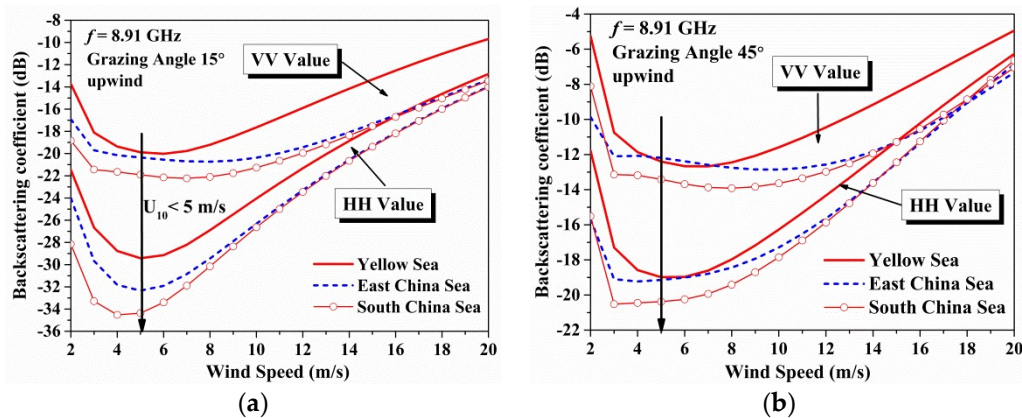 f = 8.91 GHz
Grazing Angle 15°
upwind
VV Value
HH Value
U10< 5 m/s
Yellow Sea
East China Sea
South China Sea
Backscattering coefficient (dB)
-8
-10
-12
-14
-16
-18
-20
-22
-24
-26
-28
-30
-32
-34
-36
2 4 6 8 10 12 14 16 18 20
Wind Speed (m/s)
(a)
f = 8.91 GHz
Grazing Angle 45°
upwind
VV Value
HH Value
U10< 5 m/s
Yellow Sea
East China Sea
South China Sea
Backscattering coefficient (dB)
-4
-6
-8
-10
-12
-14
-16
-18
-20
-22
2 4 6 8 10 12 14 16 18 20
Wind Speed (m/s)
(b)